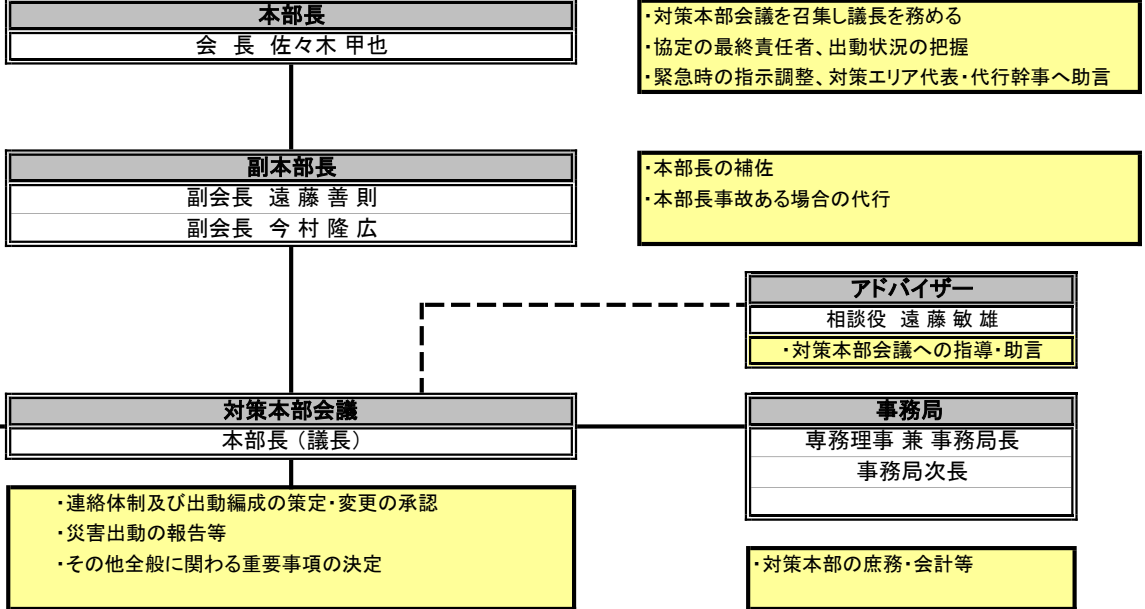 本部長
会 長 佐々木 甲也
・対策本部会議を召集し議長を務める
・協定の最終責任者、出動状況の把握
・緊急時の指示調整、対策エリア代表・代行幹事へ助言
副本部長
副会長 遠 藤 善 則
副会長 今 村 隆 広
・本部長の補佐
・本部長事故ある場合の代行
アドバイザー
相談役 遠 藤 敏 雄
・対策本部会議への指導・助言
対策本部会議
本部長（議長）
・連絡体制及び出動編成の策定・変更の承認
・災害出動の報告等
・その他全般に関わる重要事項の決定
事務局
専務理事 兼 事務局長
事務局次長
・対策本部の庶務・会計等